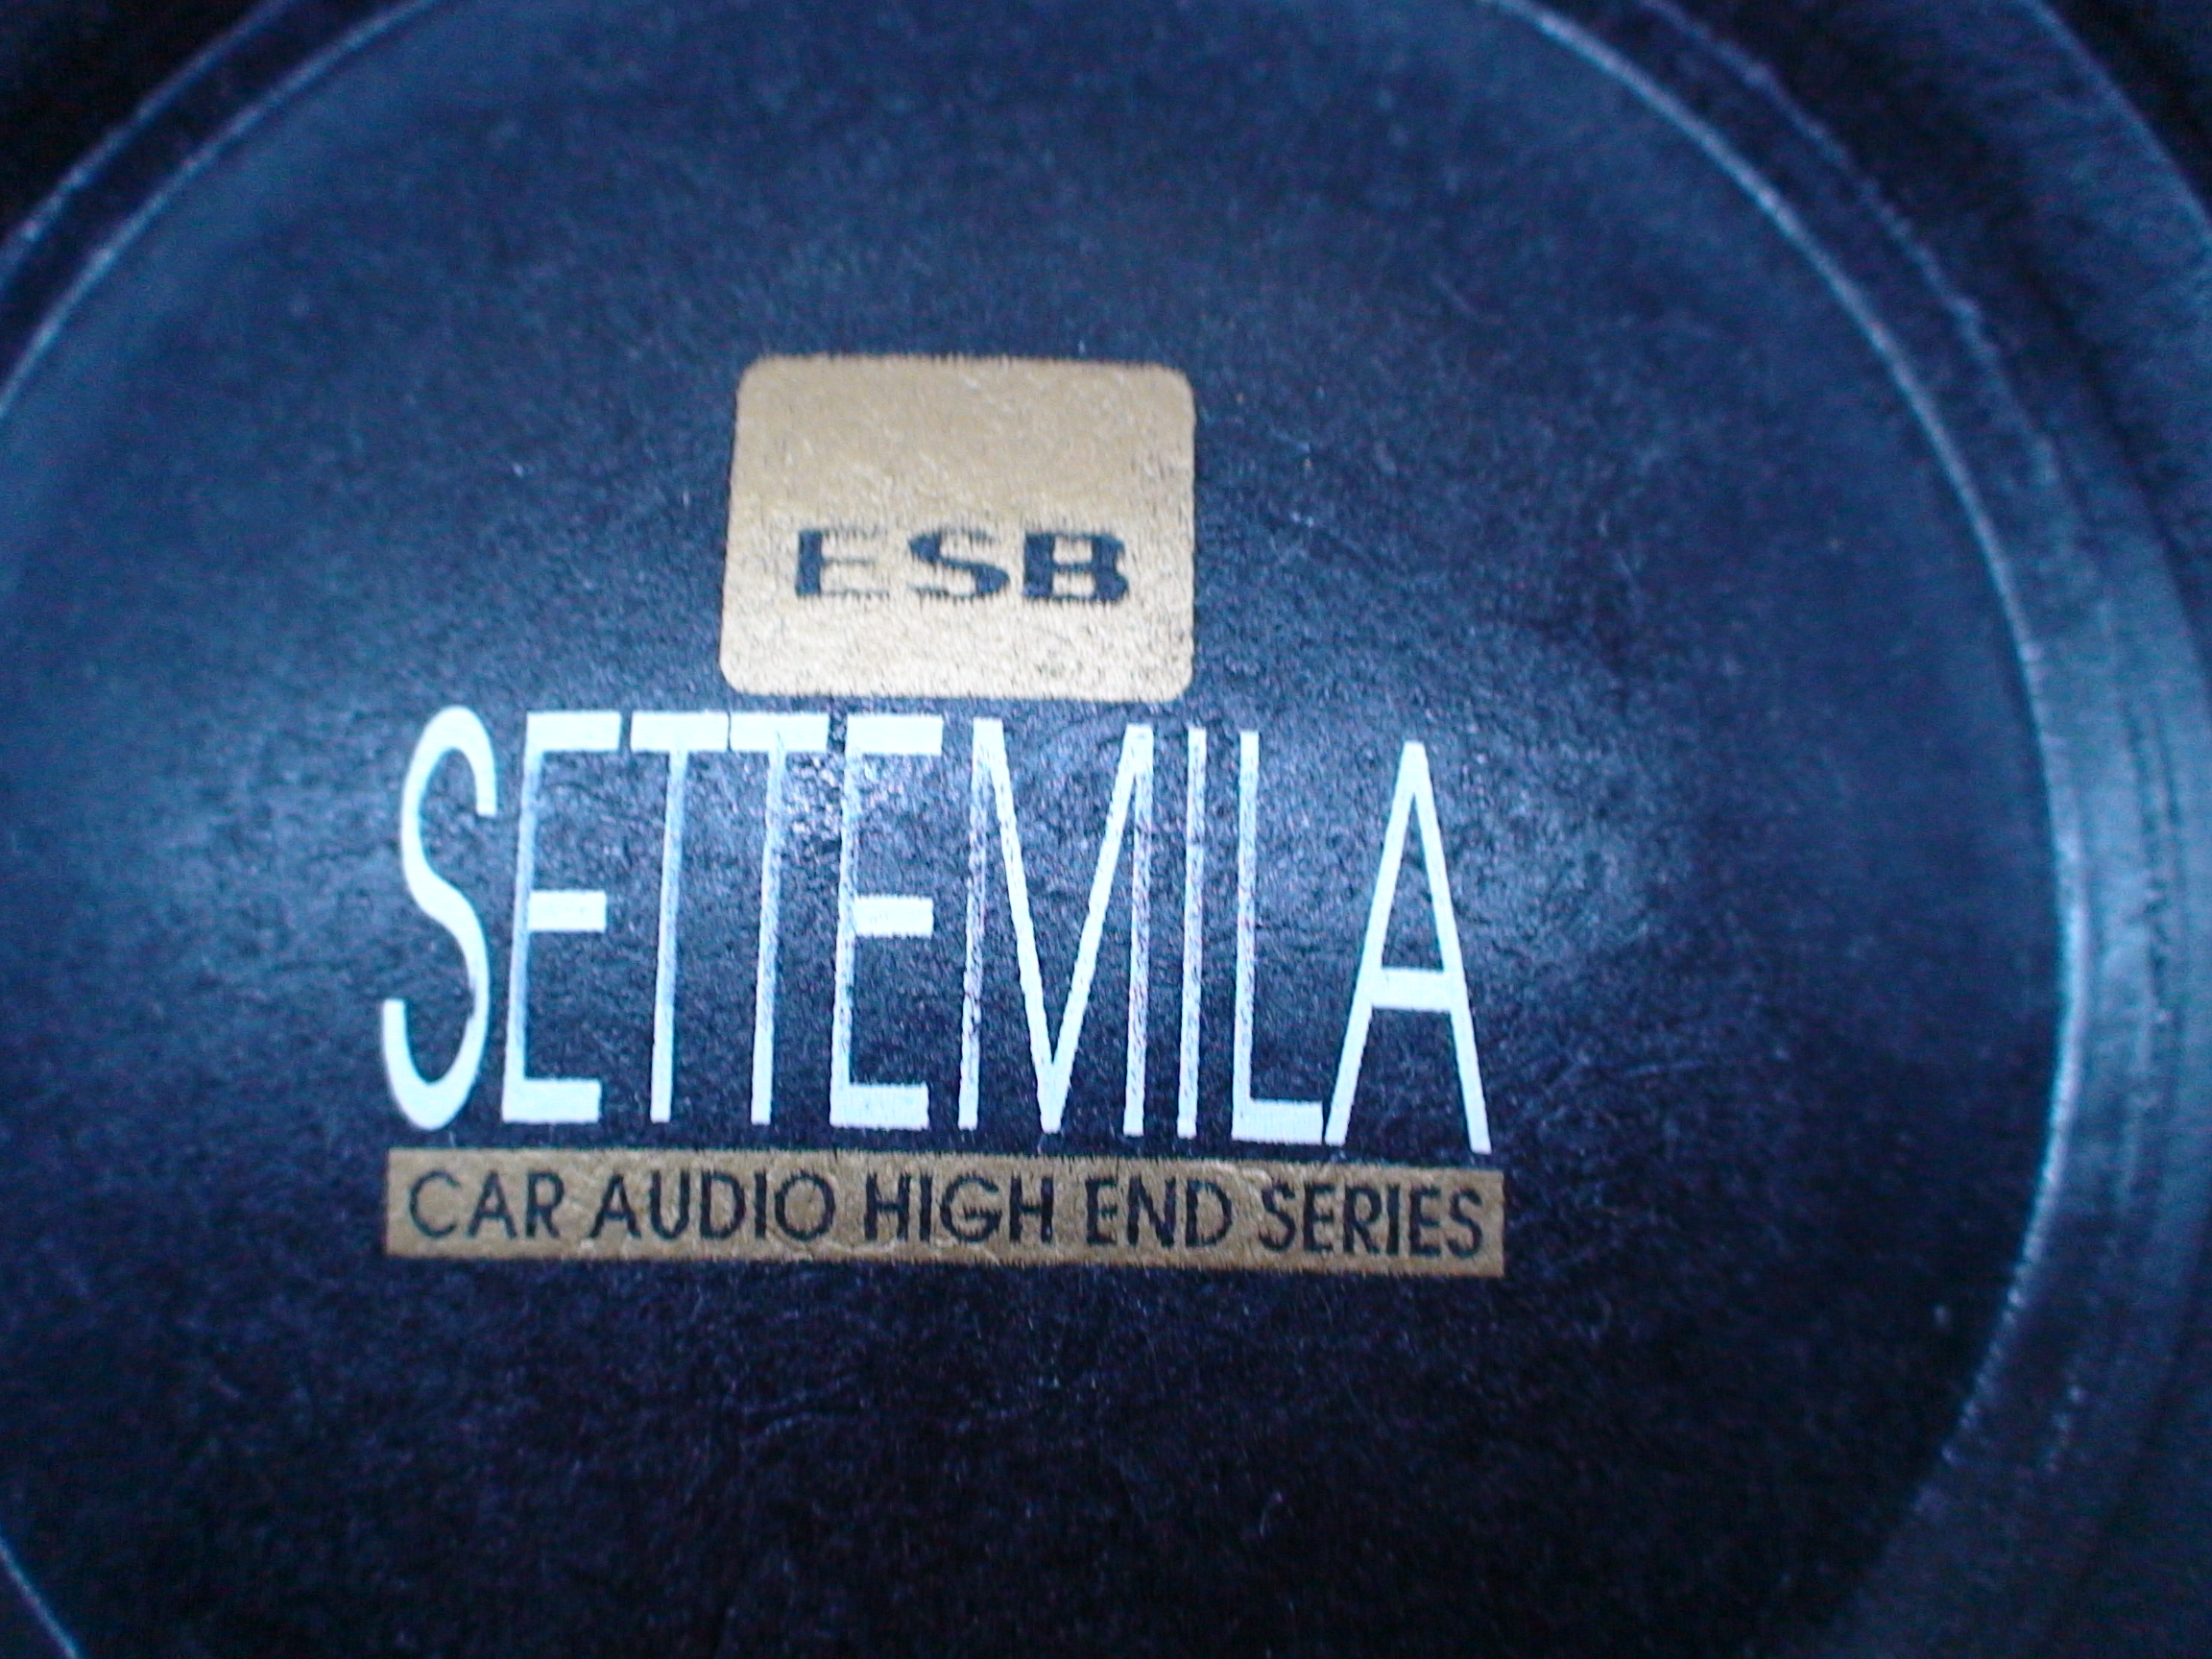 ESB
SETTEMILA
CAR AUDIO HIGH END SERIES